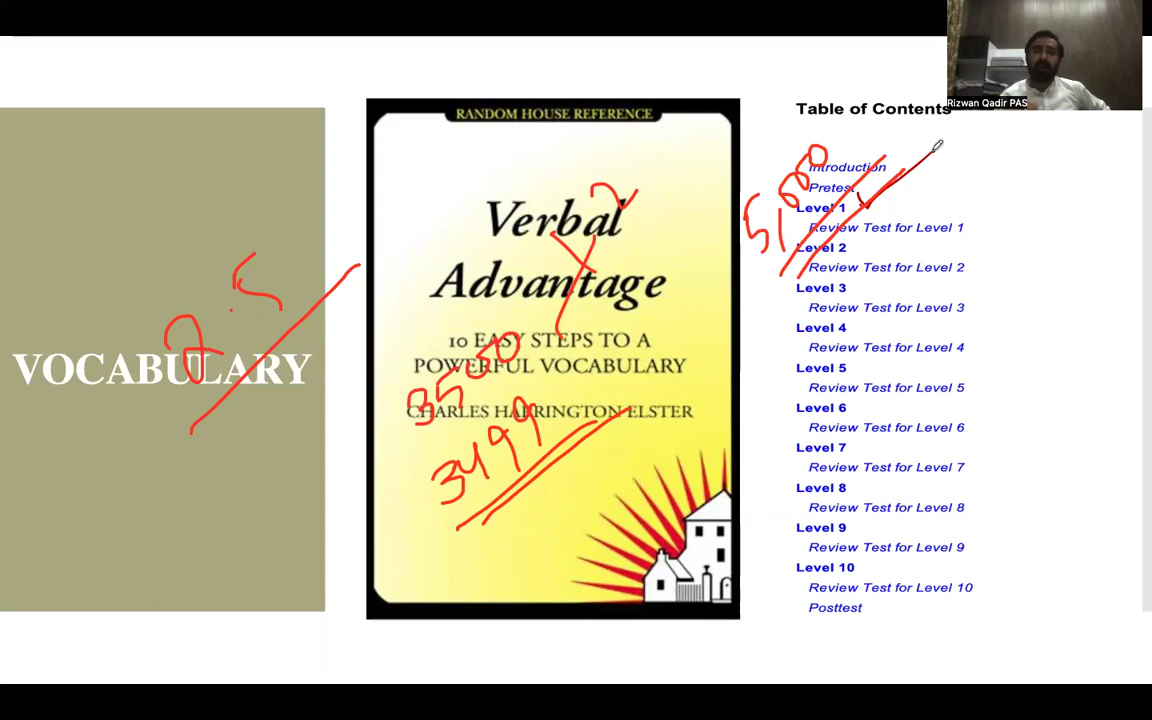 Rizwan Qadir PAS
VOCABULARY
2.5
RANDOM HOUSE REFERENCE
Verbal
Advantage
10 EASY STEPS TO A
POWERFUL VOCABULARY
CHARLES HARRINGTON ELSTER
x 2
3500
3499
Table of Contents
5,000
Introduction
Pretest
Level 1
Review Test for Level 1
Level 2
Review Test for Level 2
Level 3
Review Test for Level 3
Level 4
Review Test for Level 4
Level 5
Review Test for Level 5
Level 6
Review Test for Level 6
Level 7
Review Test for Level 7
Level 8
Review Test for Level 8
Level 9
Review Test for Level 9
Level 10
Review Test for Level 10
Posttest